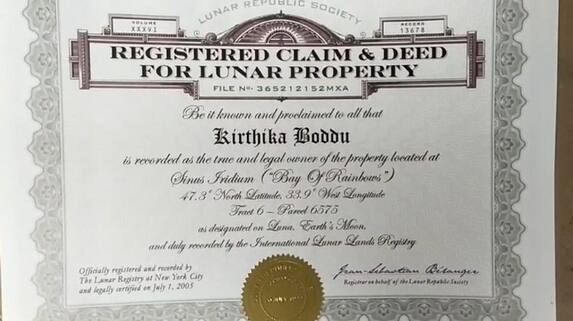 LUNAR REPUBLIC SOCIETY
VOLUME
XXXVI
RECORD
13678
REGISTERED CLAIM & DEED
FOR LUNAR PROPERTY
FILE No. 365212152MXA
Be it known and proclaimed to all that
Kirthika Boddu
is recorded as the true and legal owner of the property located at
Sinus Iridium ("Bay Of Rainbows")
47.3° North Latitude, 33.9° West Longitude
Tract 6 – Parcel 6575
as designated on Luna, Earth's Moon,
and duly recorded by the International Lunar Lands Registry
Officially registered and recorded by
The Lunar Registry at New York City
and legally certified on July 1, 2005
Jean-Sébastian Bélanger
Registrar on behalf of the Lunar Republic Society